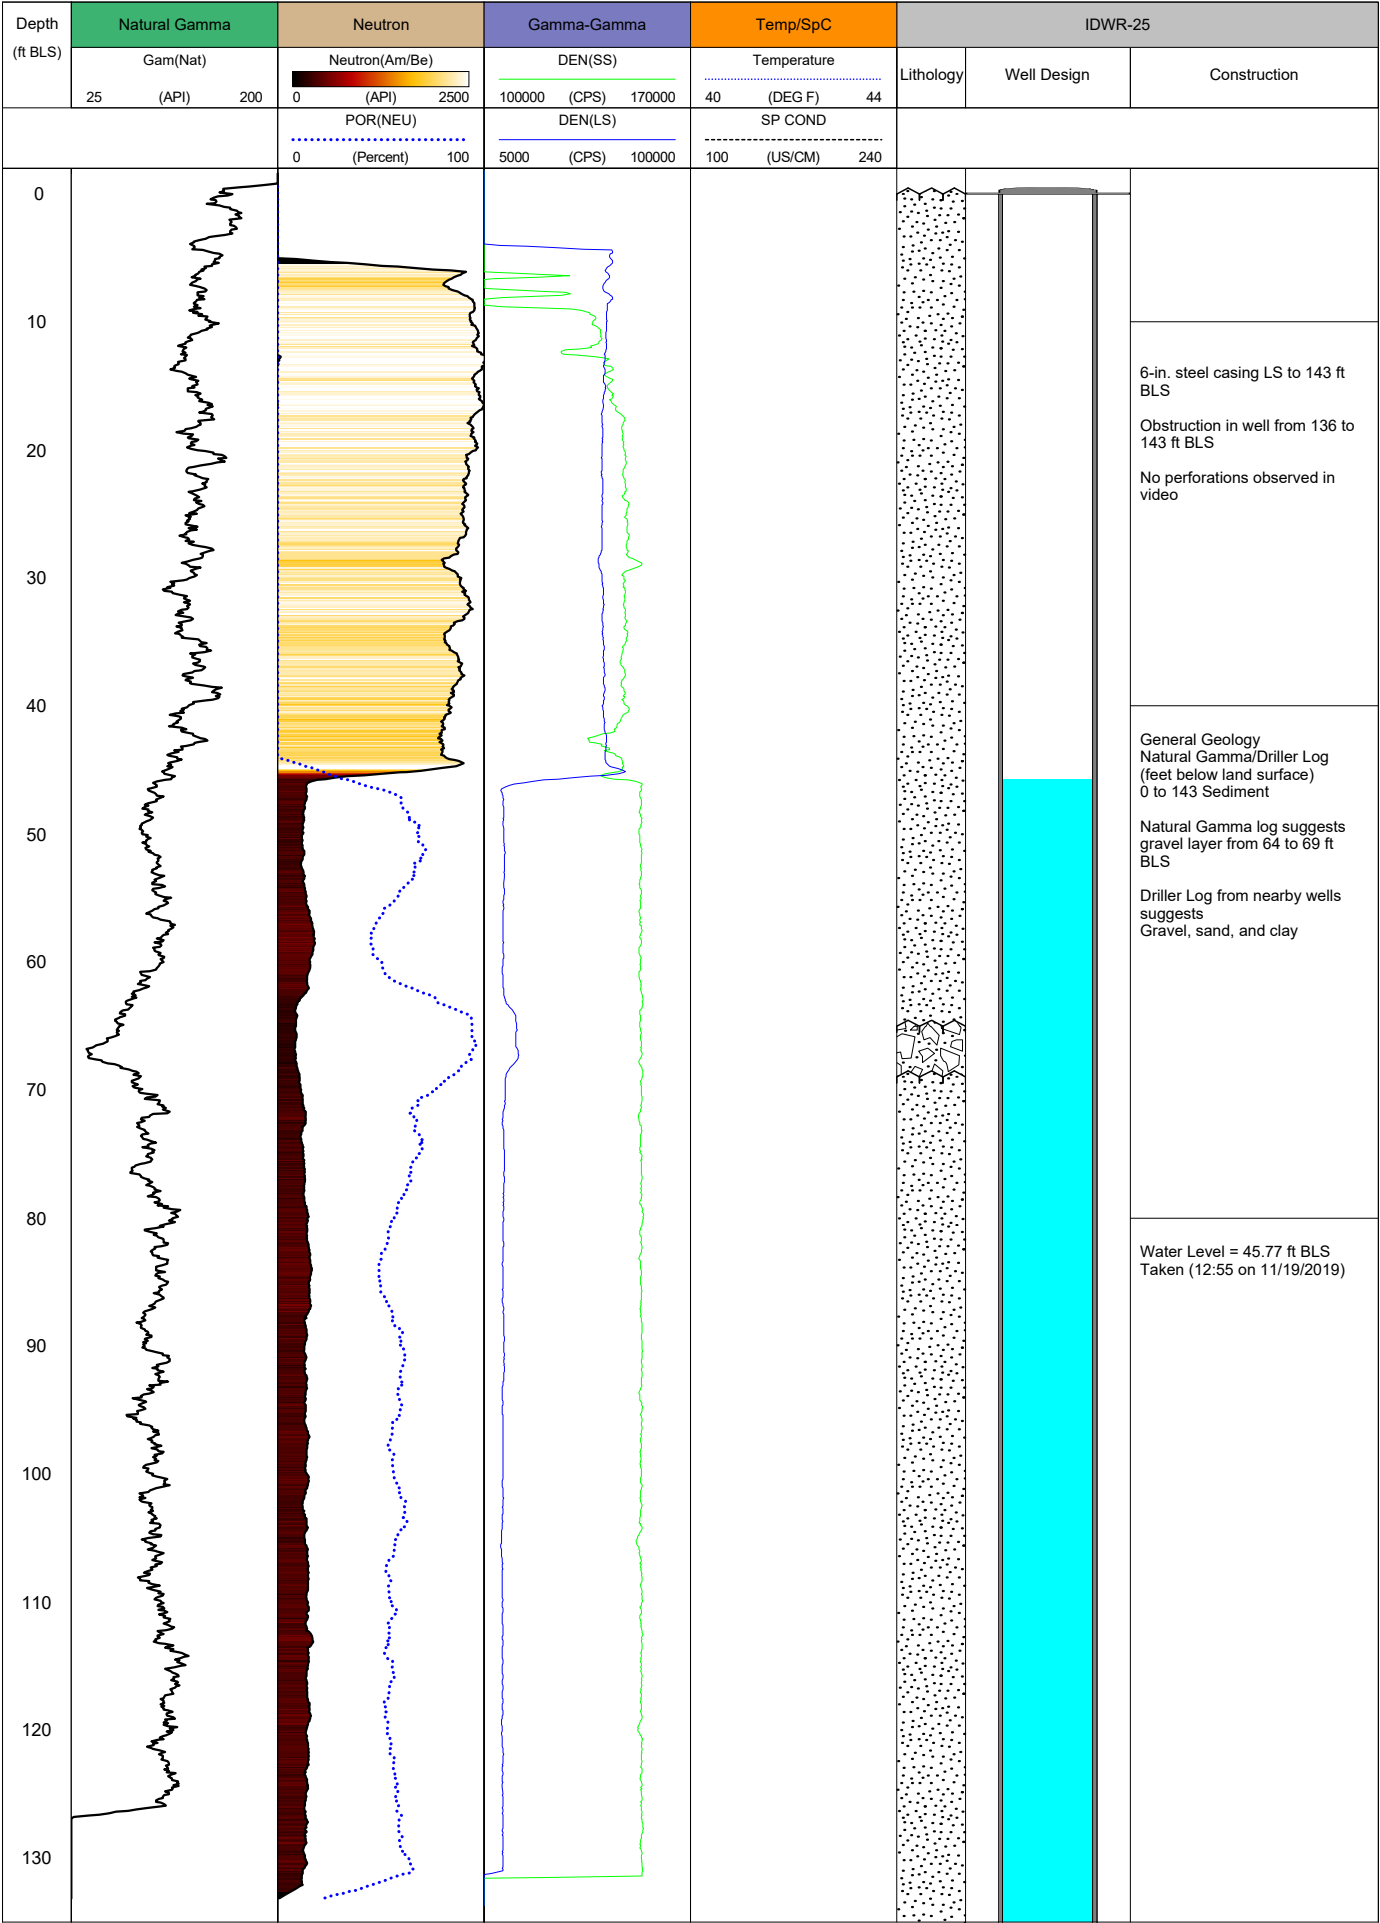 Depth
(ft BLS)
Natural Gamma
Neutron
Gamma-Gamma
Temp/SpC
IDWR-25
Gam(Nat)
25 (API) 200
Neutron(Am/Be)
0 (API) 2500
DEN(SS)
100000 (CPS) 170000
Temperature
40 (DEG F) 44
Lithology
Well Design
Construction
POR(NEU)
0 (Percent) 100
DEN(LS)
5000 (CPS) 100000
SP COND
100 (US/CM) 240
0
10
20
30
40
50
60
70
80
90
100
110
120
130
6-in. steel casing LS to 143 ft
BLS
Obstruction in well from 136 to
143 ft BLS
No perforations observed in
video
General Geology
Natural Gamma/Driller Log
(feet below land surface)
0 to 143 Sediment
Natural Gamma log suggests
gravel layer from 64 to 69 ft
BLS
Driller Log from nearby wells
suggests
Gravel, sand, and clay
Water Level = 45.77 ft BLS
Taken (12:55 on 11/19/2019)